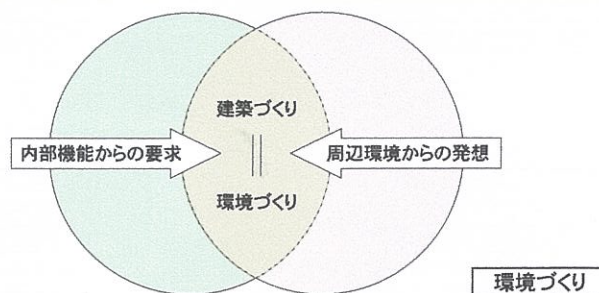 建築づくり
内部機能からの要求
周辺環境からの発想
環境づくり
環境づくり